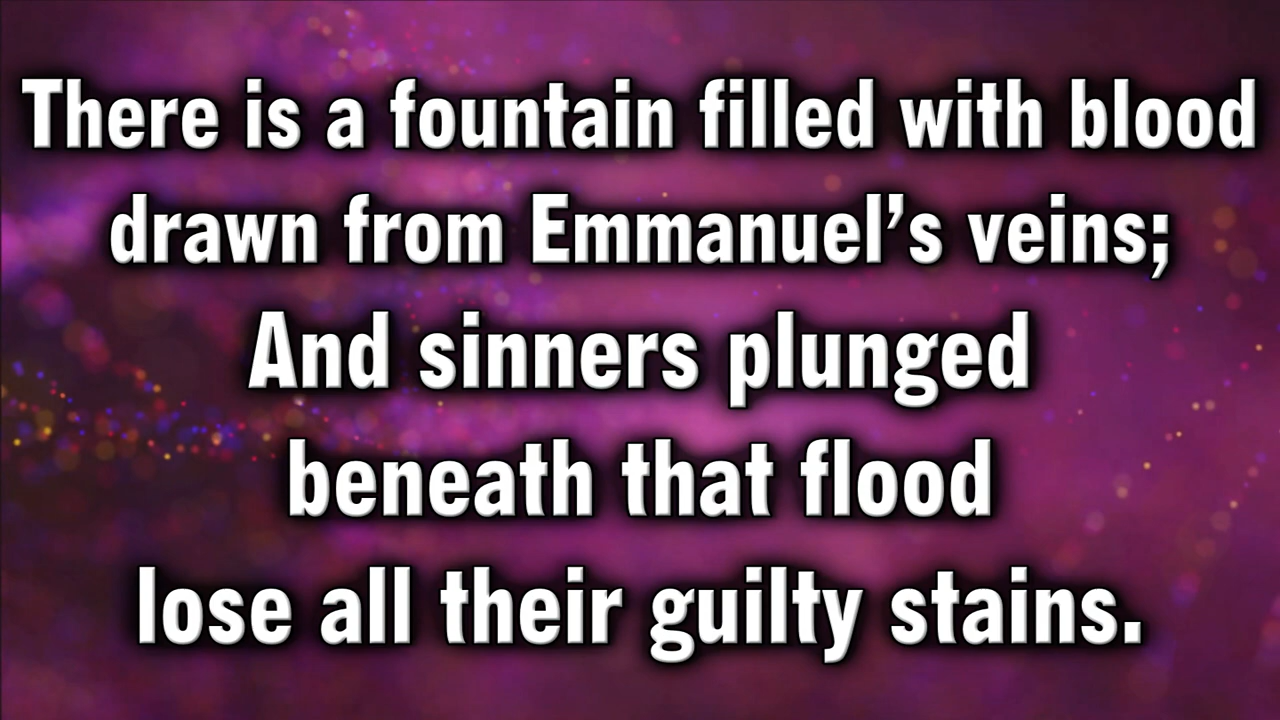 There is a fountain filled with blood
drawn from Emmanuel’s veins;
And sinners plunged
beneath that flood
lose all their guilty stains.